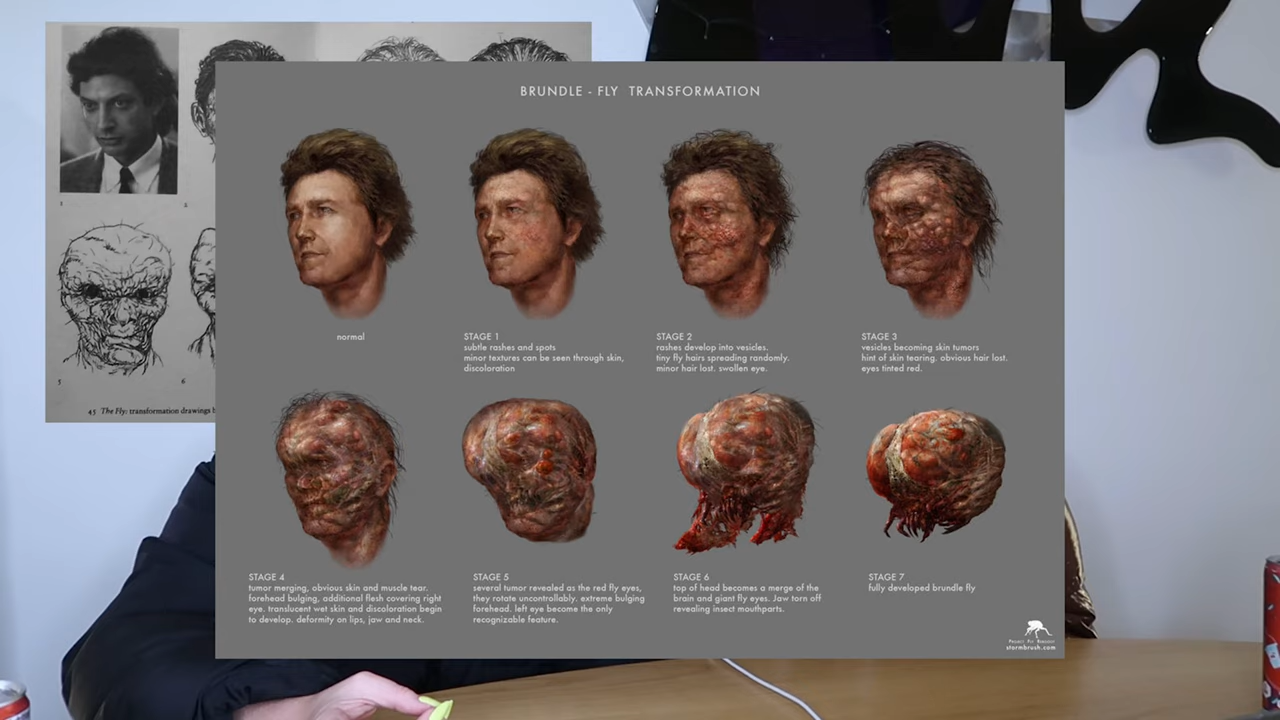 BRUNDLE - FLY TRANSFORMATION
1
2
normal
STAGE 1
subtle rashes and spots
minor textures can be seen through skin,
discoloration
STAGE 2
rashes develop into vesicles.
tiny fly hairs spreading randomly.
minor hair lost. swollen eye.
STAGE 3
vesicles becoming skin tumors
hint of skin tearing. obvious hair lost.
eyes tinted red.
5
6
45 The Fly: transformation drawings
STAGE 4
tumor merging, obvious skin and muscle tear.
forehead bulging, additional flesh covering right
eye. translucent wet skin and discoloration begin
to develop. deformity on lips, jaw and neck.
STAGE 5
several tumor revealed as the red fly eyes,
they rotate uncontrollably. extreme bulging
forehead. left eye become the only
recognizable feature.
STAGE 6
top of head becomes a merge of the
brain and giant fly eyes. Jaw torn off
revealing insect mouthparts.
STAGE 7
fully developed brundle fly
stormbrush.com